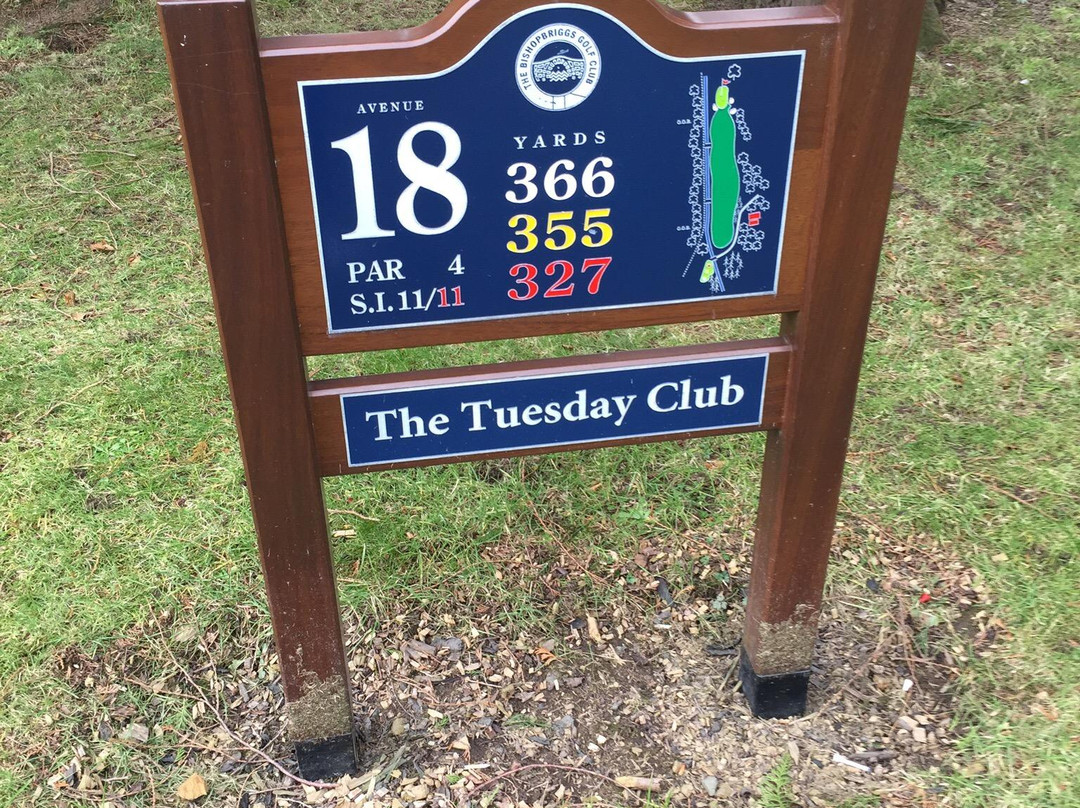 THE BISHOPBRIGGS GOLF CLUB
AVENUE
18
PAR 4
S.I. 11/11
YARDS
366
355
327
The Tuesday Club